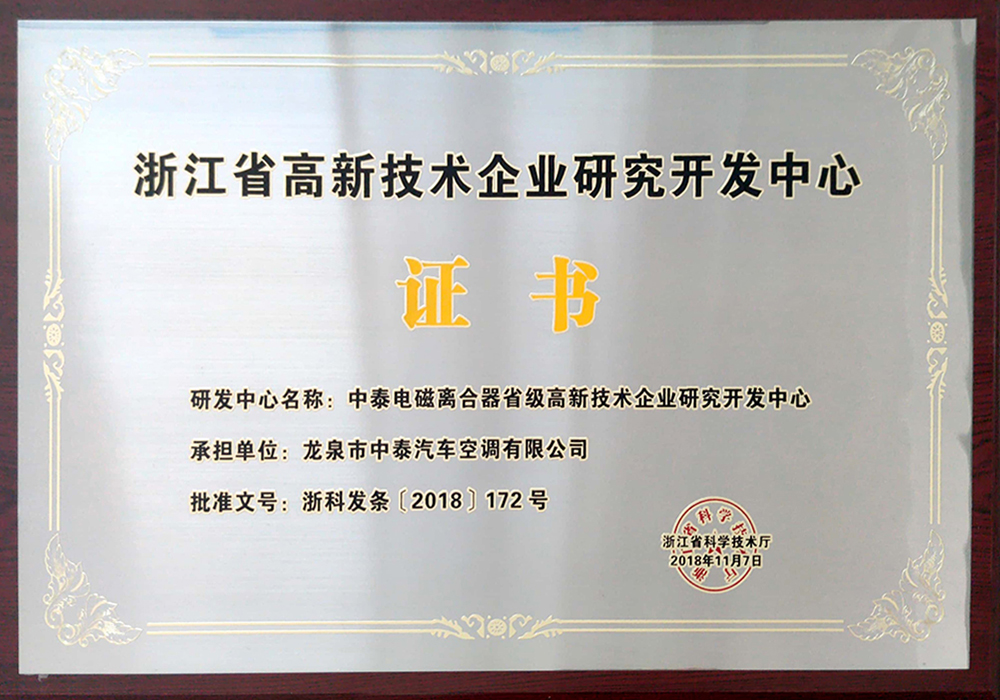 浙江省高新技术企业研究开发中心
证 书
研发中心名称：中泰电磁离合器省级高新技术企业研究开发中心
承担单位：龙泉市中泰汽车空调有限公司
批准文号：浙科发条〔2018〕172号
浙江省科学技术厅
2018年11月7日